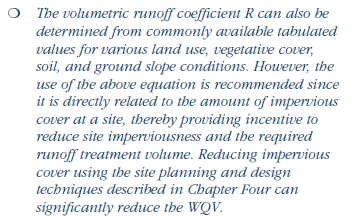 ○ The volumetric runoff coefficient R can also be
determined from commonly available tabulated
values for various land use, vegetative cover,
soil, and ground slope conditions. However, the
use of the above equation is recommended since
it is directly related to the amount of impervious
cover at a site, thereby providing incentive to
reduce site imperviousness and the required
runoff treatment volume. Reducing impervious
cover using the site planning and design
techniques described in Chapter Four can
significantly reduce the WQV.